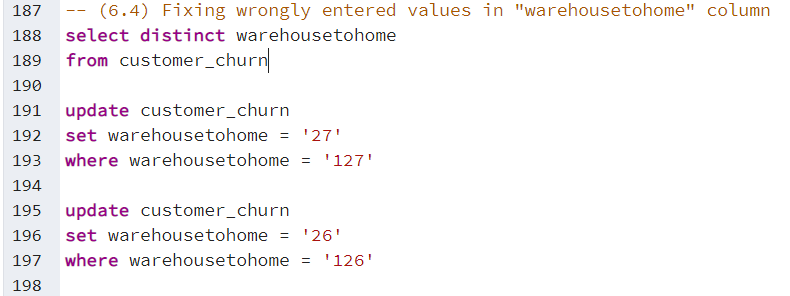 187 -- (6.4) Fixing wrongly entered values in "warehousetohome" column
188 select distinct warehousetohome
189 from customer_churn
190
191 update customer_churn
192 set warehousetohome = '27'
193 where warehousetohome = '127'
194
195 update customer_churn
196 set warehousetohome = '26'
197 where warehousetohome = '126'
198